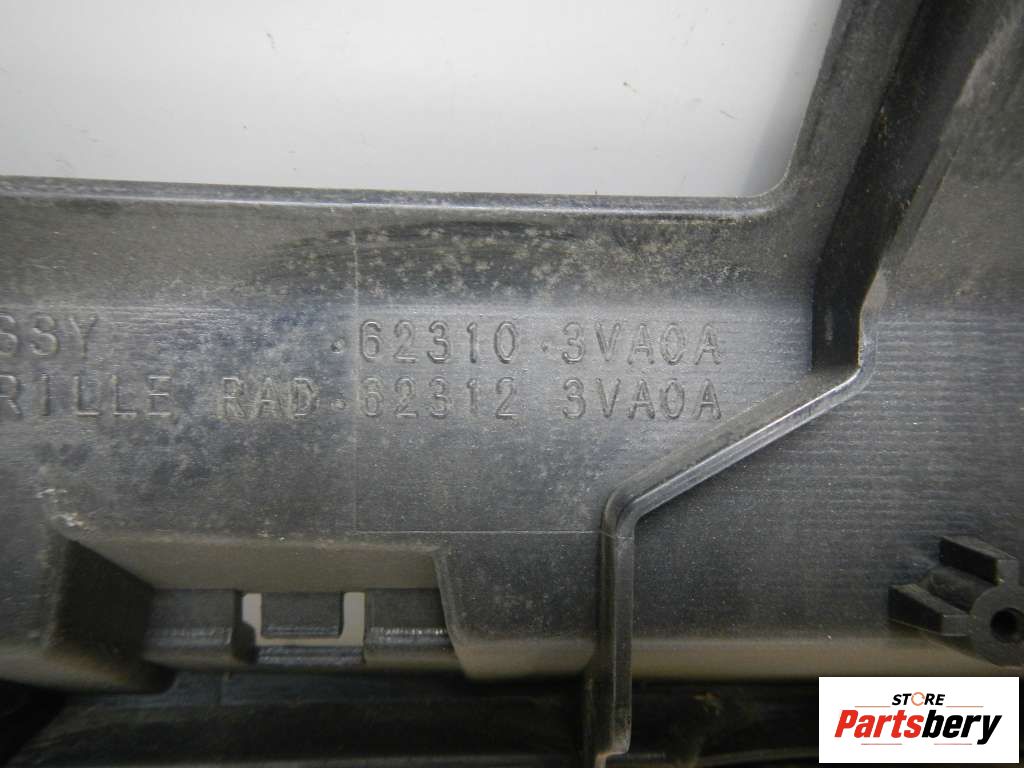 SSY ·62310·3VA0A
RILLE RAD·62312 3VA0A
STORE
Partsbery